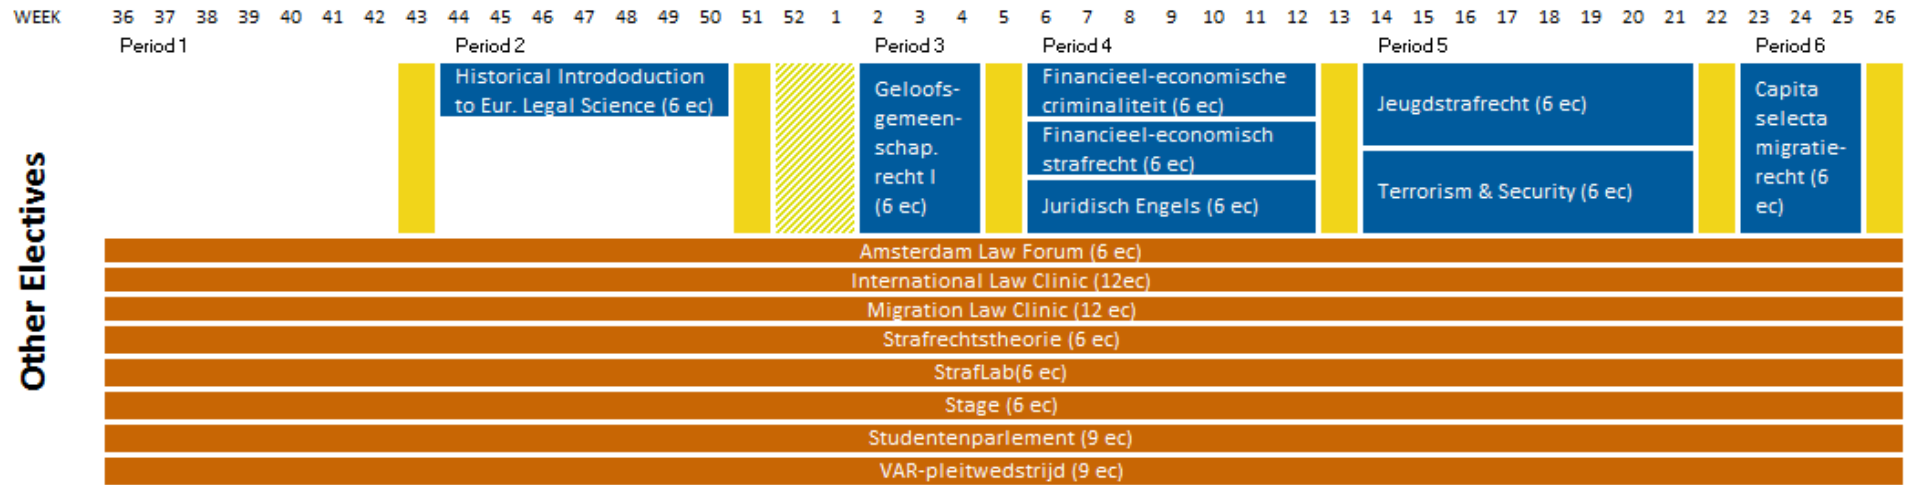 WEEK 36 37 38 39 40 41 42 43 44 45 46 47 48 49 50 51 52 1 2 3 4 5 6 7 8 9 10 11 12 13 14 15 16 17 18 19 20 21 22 23 24 25 26
Period 1 Period 2 Period 3 Period 4 Period 5 Period 6
Other Electives
Historical Intrododuction
to Eur. Legal Science (6 ec)
Geloofs-
gemeen-
schap.
recht I
(6 ec)
Financieel-economische
criminaliteit (6 ec)
Financieel-economisch
strafrecht (6 ec)
Juridisch Engels (6 ec)
Jeugdstrafrecht (6 ec)
Terrorism & Security (6 ec)
Capita
selecta
migratie-
recht (6
ec)
Amsterdam Law Forum (6 ec)
International Law Clinic (12ec)
Migration Law Clinic (12 ec)
Strafrechtstheorie (6 ec)
StrafLab(6 ec)
Stage (6 ec)
Studentenparlement (9 ec)
VAR-pleitwedstrijd (9 ec)